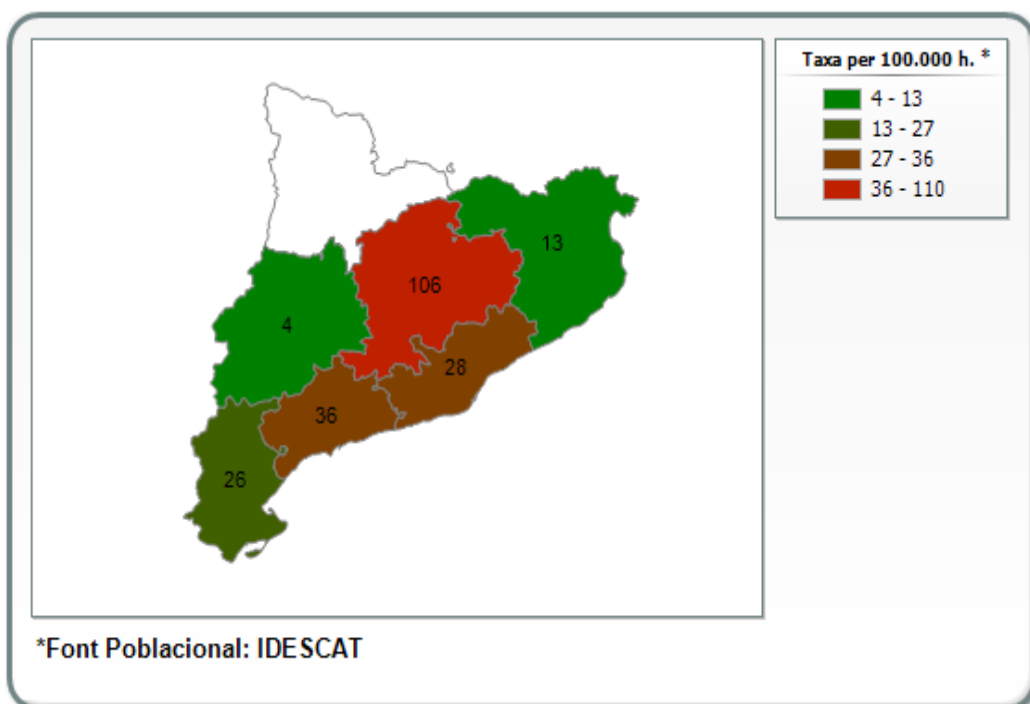 Taxa per 100.000 h. *
4 - 13
13 - 27
27 - 36
36 - 110
13
106
4
28
36
26
*Font Poblacional: IDESCAT